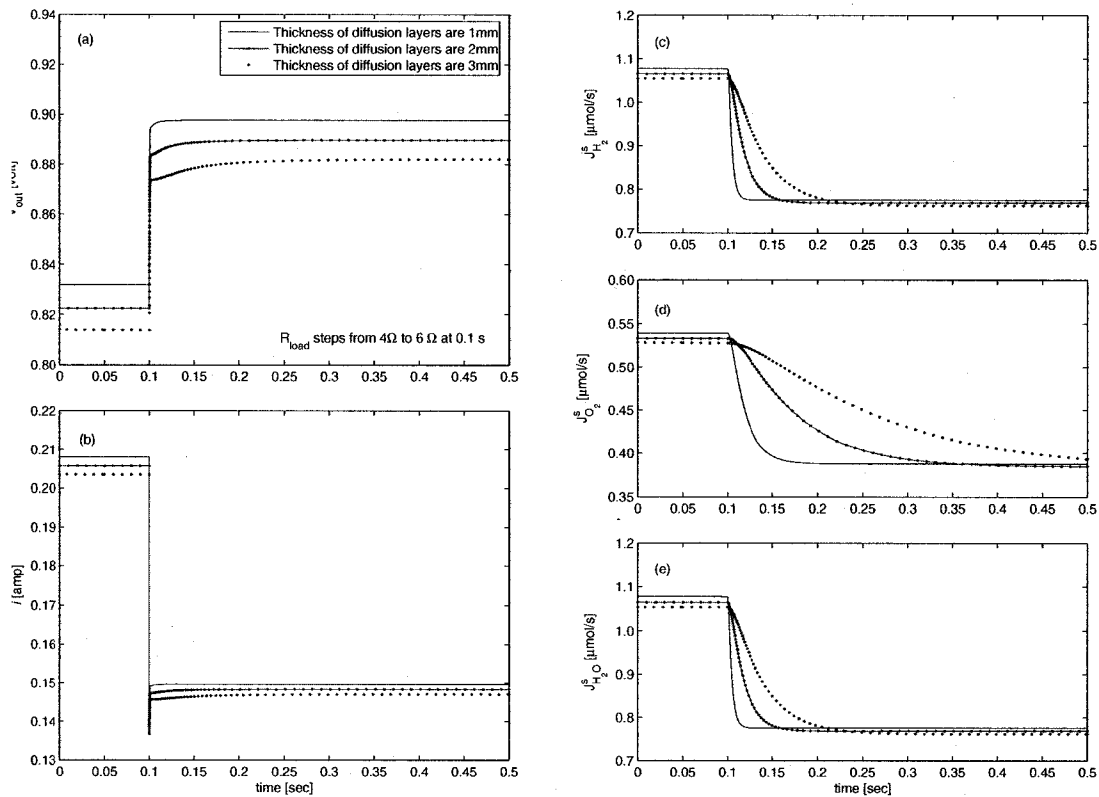 (a)
Thickness of diffusion layers are 1mm
Thickness of diffusion layers are 2mm
Thickness of diffusion layers are 3mm
0.94
0.92
0.90
0.88
0.86
0.84
0.82
0.80
out
R_load steps from 4Ω to 6 Ω at 0.1 s
0 0.05 0.1 0.15 0.2 0.25 0.3 0.35 0.4 0.45 0.5
(b)
0.22
0.21
0.20
0.19
0.18
0.17
0.16
0.15
0.14
0.13
i [amp]
0 0.05 0.1 0.15 0.2 0.25 0.3 0.35 0.4 0.45 0.5
time [sec]
(c)
1.2
1.1
1.0
0.9
0.8
0.7
J^s_H₂ [µmol/s]
0 0.05 0.1 0.15 0.2 0.25 0.3 0.35 0.4 0.45 0.5
(d)
0.60
0.55
0.50
0.45
0.40
0.35
J^s_O₂ [µmol/s]
0 0.05 0.1 0.15 0.2 0.25 0.3 0.35 0.4 0.45 0.5
(e)
1.2
1.1
1.0
0.9
0.8
0.7
J^s_H₂O [µmol/s]
0 0.05 0.1 0.15 0.2 0.25 0.3 0.35 0.4 0.45 0.5
time [sec]